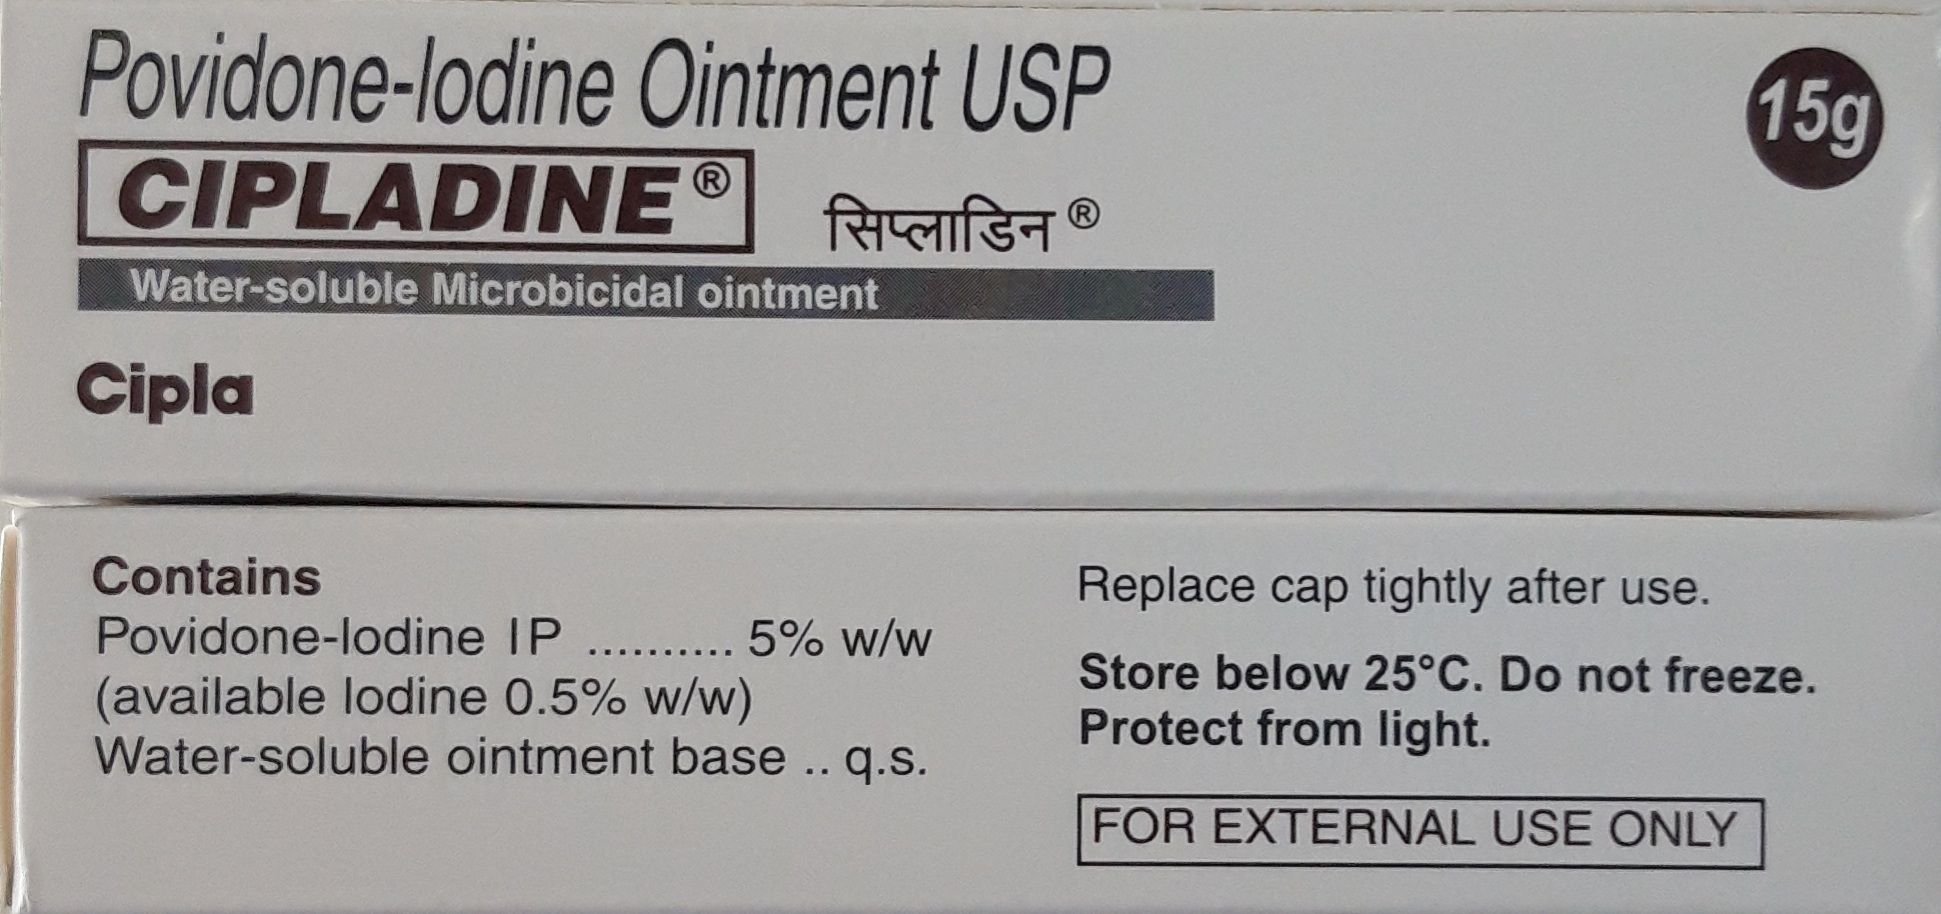 Povidone-Iodine Ointment USP
15g
CIPLADINE®
सिप्लाडिन®
Water-soluble Microbicidal ointment
Cipla
Contains
Povidone-Iodine IP .......... 5% w/w
(available Iodine 0.5% w/w)
Water-soluble ointment base .. q.s.
Replace cap tightly after use.
Store below 25°C. Do not freeze.
Protect from light.
FOR EXTERNAL USE ONLY